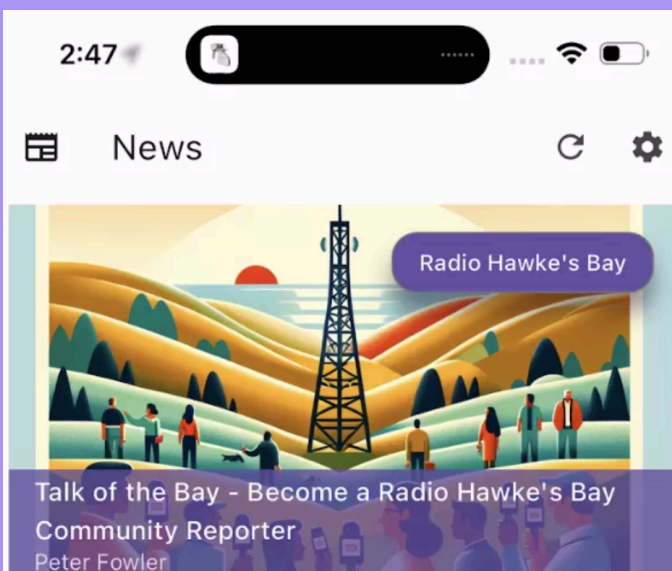 2:47
News
Radio Hawke's Bay
Talk of the Bay - Become a Radio Hawke's Bay
Community Reporter
Peter Fowler